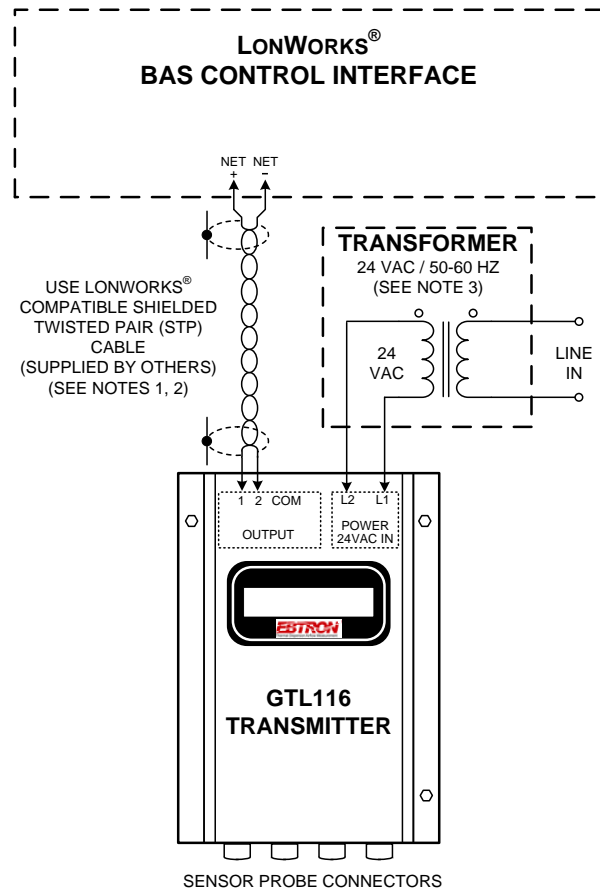 LONWORKS®
BAS CONTROL INTERFACE
NET NET
+ –
TRANSFORMER
24 VAC / 50-60 HZ
(SEE NOTE 3)
USE LONWORKS®
COMPATIBLE SHIELDED
TWISTED PAIR (STP)
CABLE
(SUPPLIED BY OTHERS)
(SEE NOTES 1, 2)
24
VAC
LINE
IN
1 2 COM
OUTPUT
L2 L1
POWER
24VAC IN
EBTRON
GTL116
TRANSMITTER
SENSOR PROBE CONNECTORS